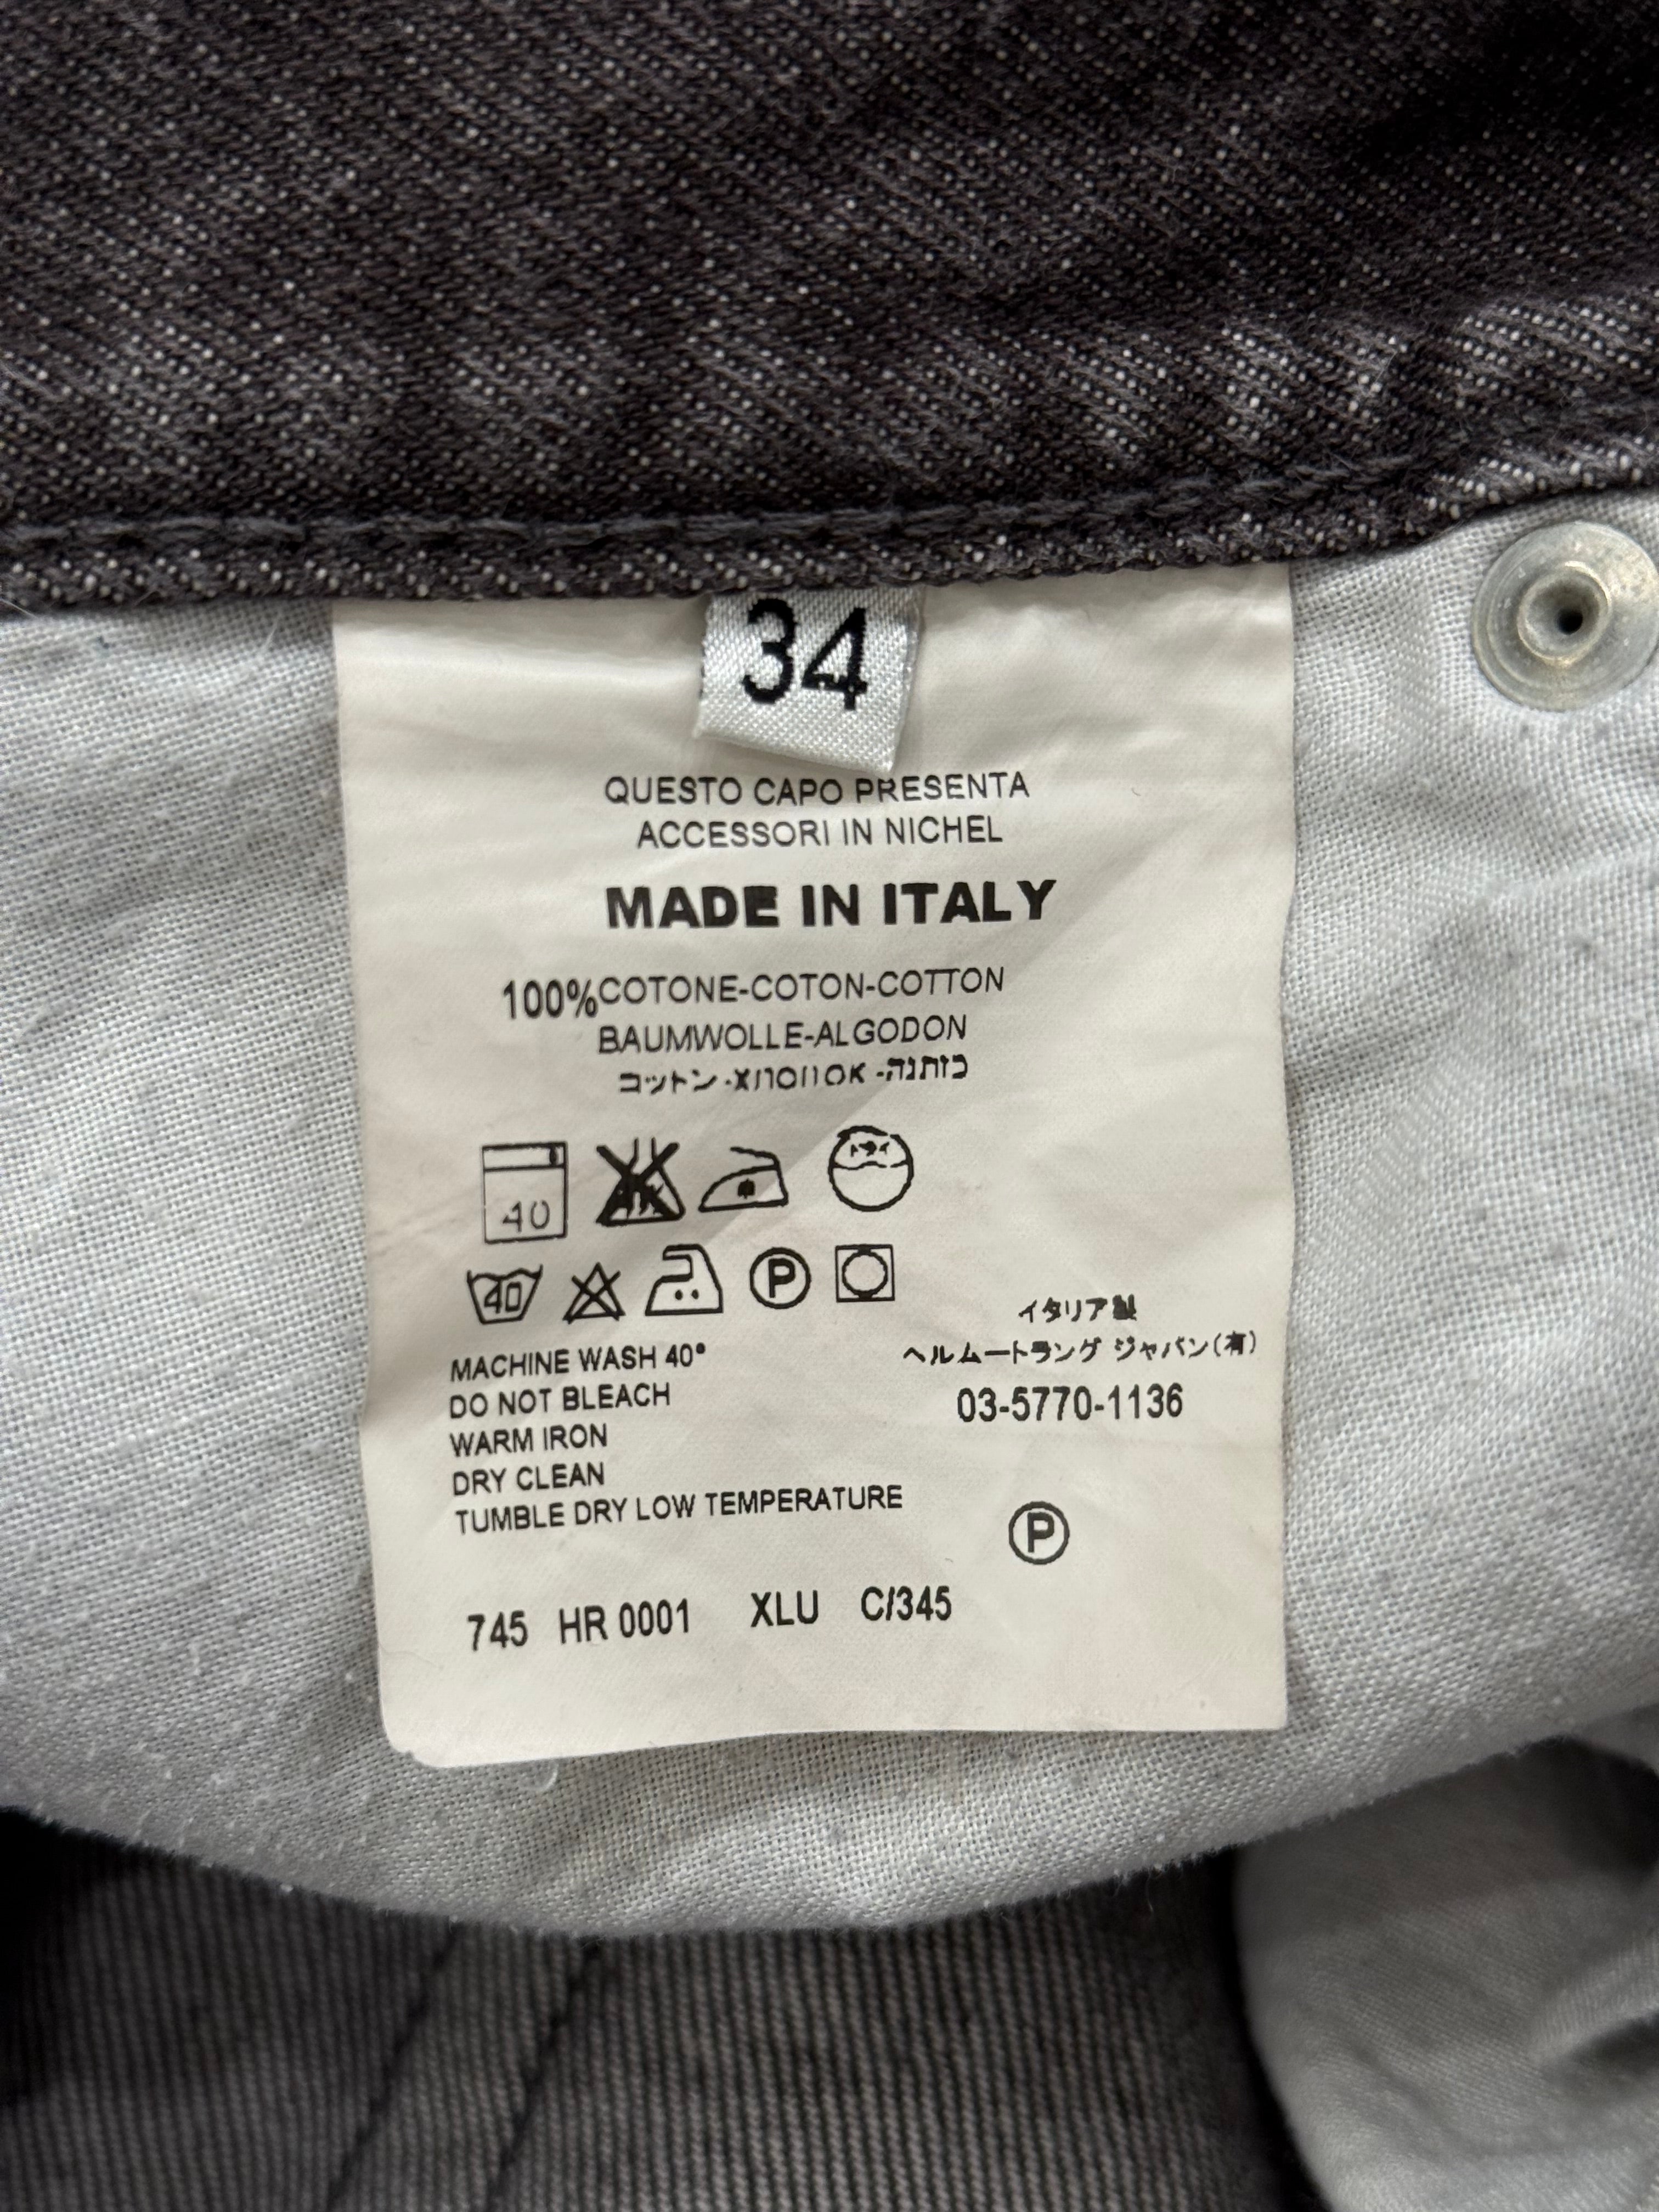 34
QUESTO CAPO PRESENTA
ACCESSORI IN NICHEL
MADE IN ITALY
100% COTONE-COTON-COTTON
BAUMWOLLE-ALGODON
コットン -ХЛОПОК -כותנה
40
ドライ
40 P
MACHINE WASH 40°
DO NOT BLEACH
WARM IRON
DRY CLEAN
TUMBLE DRY LOW TEMPERATURE
イタリア製
ヘルムートラング ジャパン(有)
03-5770-1136
P
745 HR 0001 XLU C/345